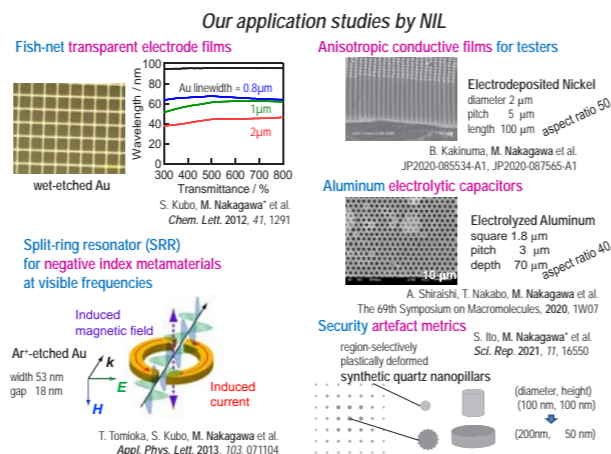 Our application studies by NIL
Fish-net transparent electrode films
wet-etched Au
Wavelength / nm
100
80
60
40
20
0
Au linewidth = 0.8μm
1μm
2μm
300 400 500 600 700 800
Transmittance / %
S. Kubo, M. Nakagawa* et al.
Chem. Lett. 2012, 41, 1291
Split-ring resonator (SRR)
for negative index metamaterials
at visible frequencies
Induced
magnetic field
Ar⁺-etched Au
width 53 nm
gap 18 nm
k
E
H
Induced
current
T. Tomioka, S. Kubo, M. Nakagawa et al.
Appl. Phys. Lett. 2013, 103, 071104
Anisotropic conductive films for testers
Electrodeposited Nickel
diameter 2 μm
pitch 5 μm
length 100 μm
aspect ratio 50
B. Kakinuma, M. Nakagawa et al.
JP2020-085534-A1, JP2020-087565-A1
Aluminum electrolytic capacitors
10 μm
Electrolyzed Aluminum
square 1.8 μm
pitch 3 μm
depth 70 μm
aspect ratio 40
A. Shiraishi, T. Nakabo, M. Nakagawa et al.
The 69th Symposium on Macromolecules, 2020, 1W07
Security artefact metrics
S. Ito, M. Nakagawa* et al.
Sci. Rep. 2021, 11, 16550
region-selectively
plastically deformed
synthetic quartz nanopillars
(diameter, height)
(100 nm, 100 nm)
(200nm, 50 nm)